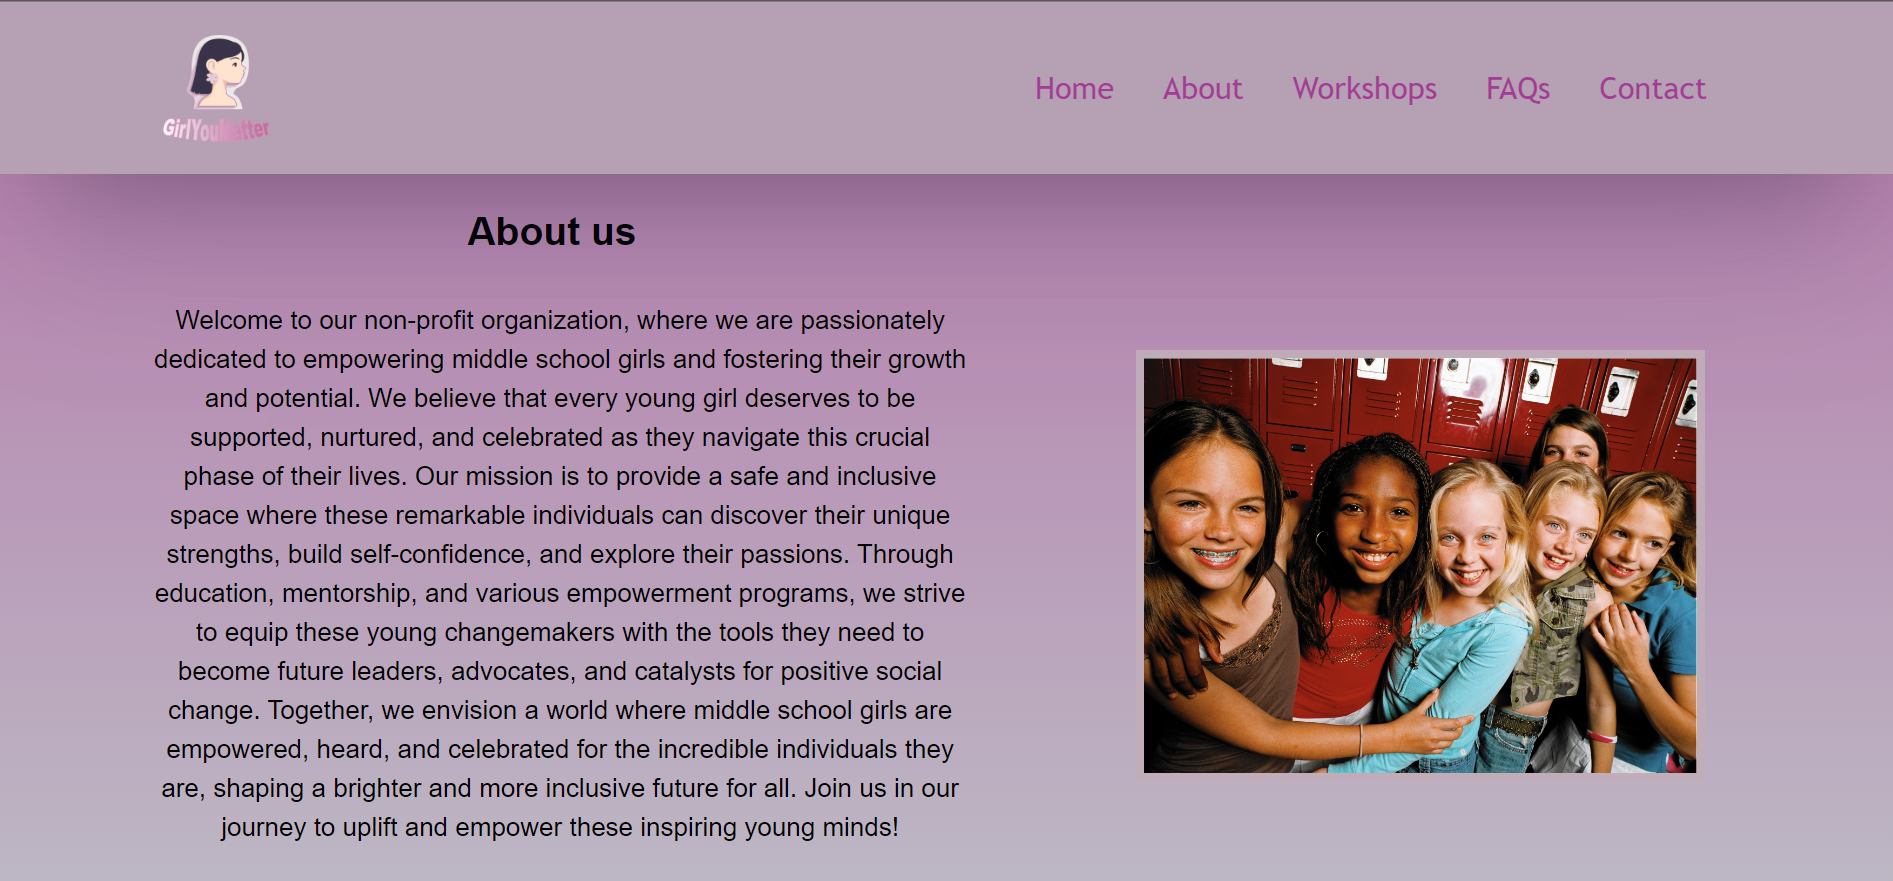 GirlYouMatter
Home About Workshops FAQs Contact
About us
Welcome to our non-profit organization, where we are passionately
dedicated to empowering middle school girls and fostering their growth
and potential. We believe that every young girl deserves to be
supported, nurtured, and celebrated as they navigate this crucial
phase of their lives. Our mission is to provide a safe and inclusive
space where these remarkable individuals can discover their unique
strengths, build self-confidence, and explore their passions. Through
education, mentorship, and various empowerment programs, we strive
to equip these young changemakers with the tools they need to
become future leaders, advocates, and catalysts for positive social
change. Together, we envision a world where middle school girls are
empowered, heard, and celebrated for the incredible individuals they
are, shaping a brighter and more inclusive future for all. Join us in our
journey to uplift and empower these inspiring young minds!